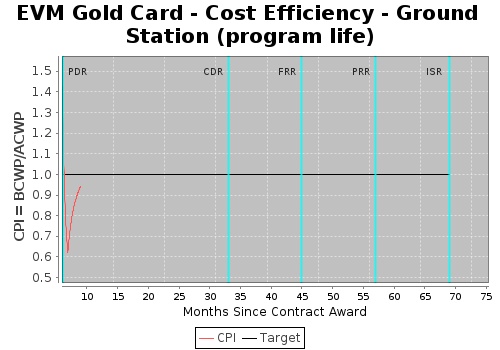 EVM Gold Card - Cost Efficiency - Ground
Station (program life)
PDR CDR FRR PRR ISR
1.5
1.4
1.3
1.2
1.1
1.0
0.9
0.8
0.7
0.6
0.5
CPI = BCWP/ACWP
10 15 20 25 30 35 40 45 50 55 60 65 70 75
Months Since Contract Award
CPI Target